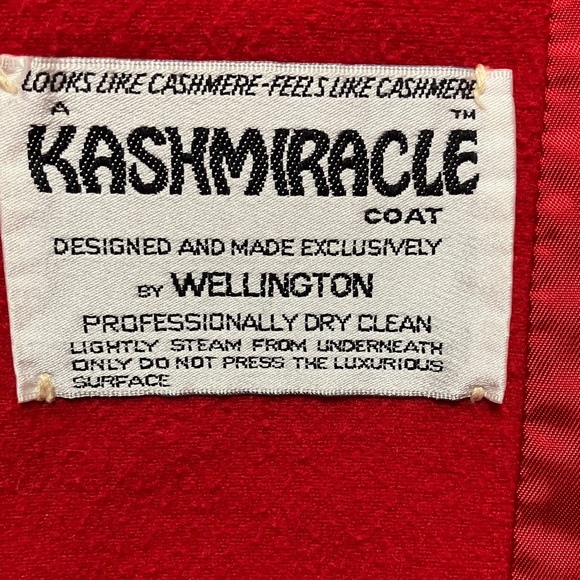 LOOKS LIKE CASHMERE-FEELS LIKE CASHMERE
A
KASHMIRACLE™
COAT
DESIGNED AND MADE EXCLUSIVELY
BY WELLINGTON
PROFESSIONALLY DRY CLEAN
LIGHTLY STEAM FROM UNDERNEATH
ONLY DO NOT PRESS THE LUXURIOUS
SURFACE